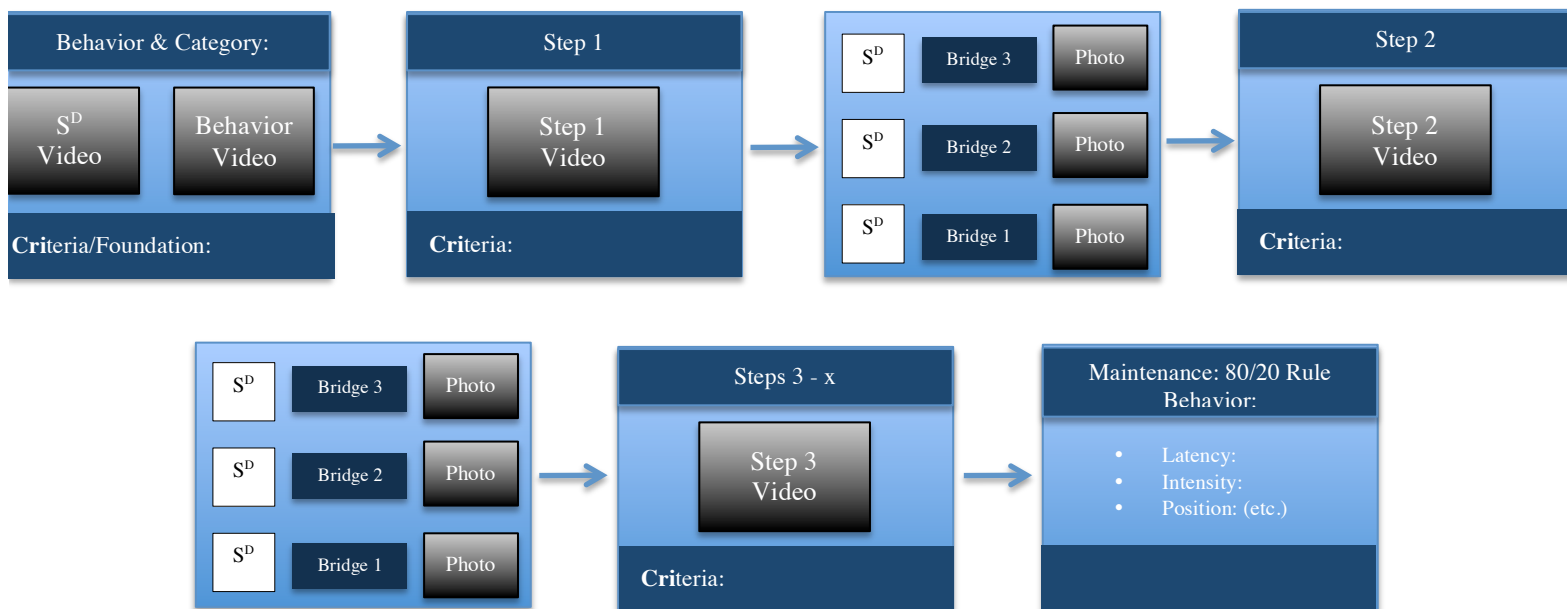 Behavior & Category:
S^D
Video
Behavior
Video
Criteria/Foundation:
Step 1
Step 1
Video
Criteria:
S^D
Bridge 3
Photo
S^D
Bridge 2
Photo
S^D
Bridge 1
Photo
Step 2
Step 2
Video
Criteria:
S^D
Bridge 3
Photo
S^D
Bridge 2
Photo
S^D
Bridge 1
Photo
Steps 3 - x
Step 3
Video
Criteria:
Maintenance: 80/20 Rule
Behavior:
• Latency:
• Intensity:
• Position: (etc.)